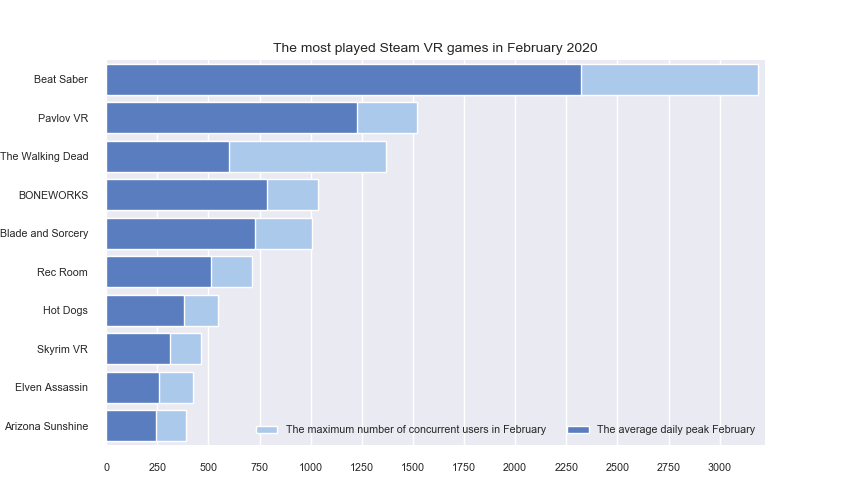 The most played Steam VR games in February 2020
Beat Saber
Pavlov VR
The Walking Dead
BONEWORKS
Blade and Sorcery
Rec Room
Hot Dogs
Skyrim VR
Elven Assassin
Arizona Sunshine
The maximum number of concurrent users in February
The average daily peak February
0 250 500 750 1000 1250 1500 1750 2000 2250 2500 2750 3000